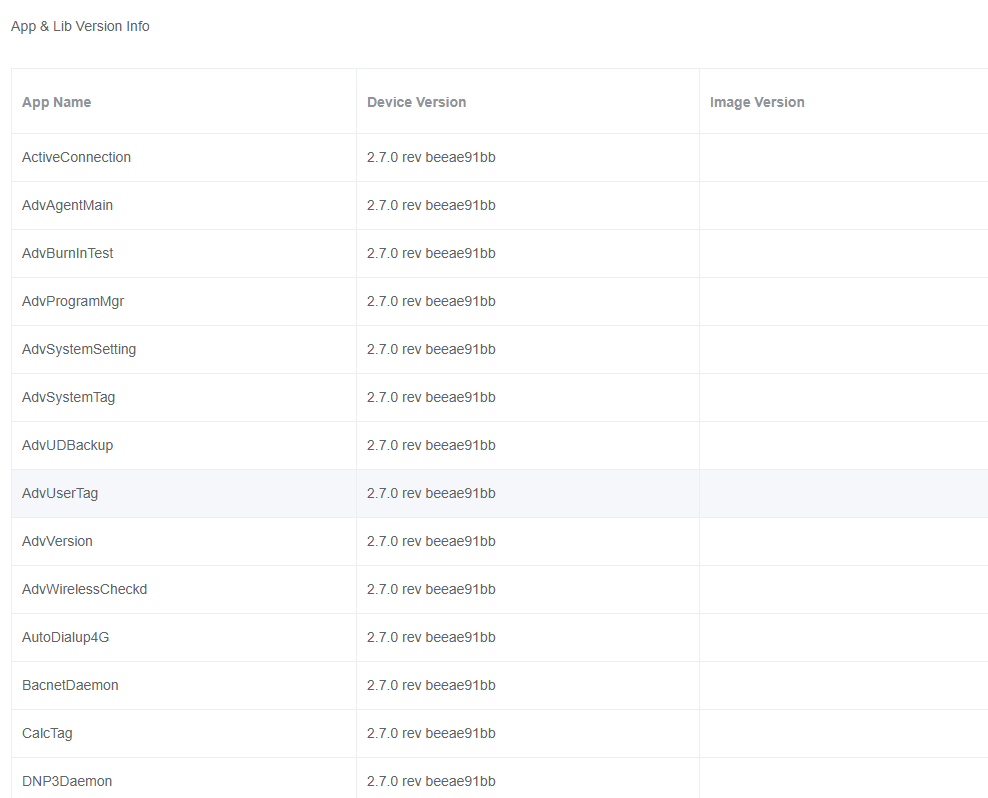 App & Lib Version Info
App Name Device Version Image Version
ActiveConnection 2.7.0 rev beeae91bb
AdvAgentMain 2.7.0 rev beeae91bb
AdvBurnInTest 2.7.0 rev beeae91bb
AdvProgramMgr 2.7.0 rev beeae91bb
AdvSystemSetting 2.7.0 rev beeae91bb
AdvSystemTag 2.7.0 rev beeae91bb
AdvUDBackup 2.7.0 rev beeae91bb
AdvUserTag 2.7.0 rev beeae91bb
AdvVersion 2.7.0 rev beeae91bb
AdvWirelessCheckd 2.7.0 rev beeae91bb
AutoDialup4G 2.7.0 rev beeae91bb
BacnetDaemon 2.7.0 rev beeae91bb
CalcTag 2.7.0 rev beeae91bb
DNP3Daemon 2.7.0 rev beeae91bb